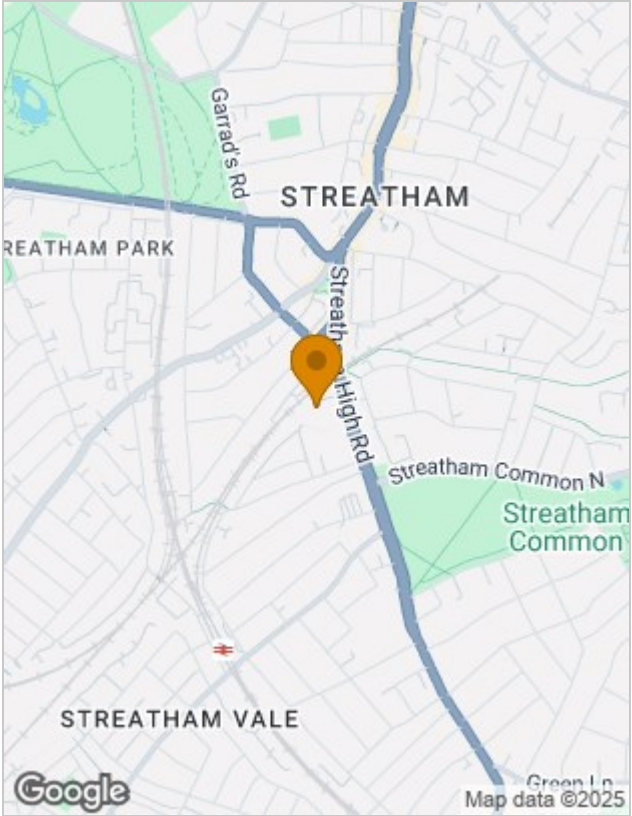 Garrad's Rd
STREATHAM
REATHAM PARK
Streatham High Rd
Streatham Common N
Streatham
Common
STREATHAM VALE
Green Ln
Google
Map data ©2025